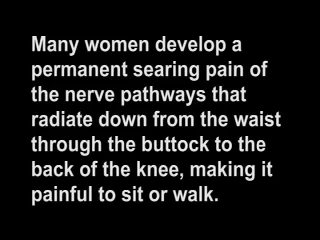 Many women develop a
permanent searing pain of
the nerve pathways that
radiate down from the waist
through the buttock to the
back of the knee, making it
painful to sit or walk.